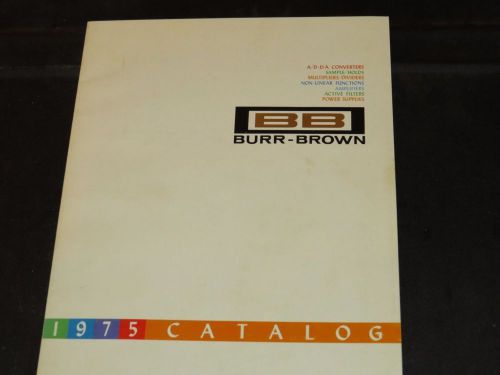 A-D-D-A CONVERTERS
SAMPLE HOLDS
MULTIPLIERS/DIVIDERS
NON-LINEAR FUNCTIONS
AMPLIFIERS
ACTIVE FILTERS
POWER SUPPLIES
BB
BURR-BROWN
1975 CATALOG